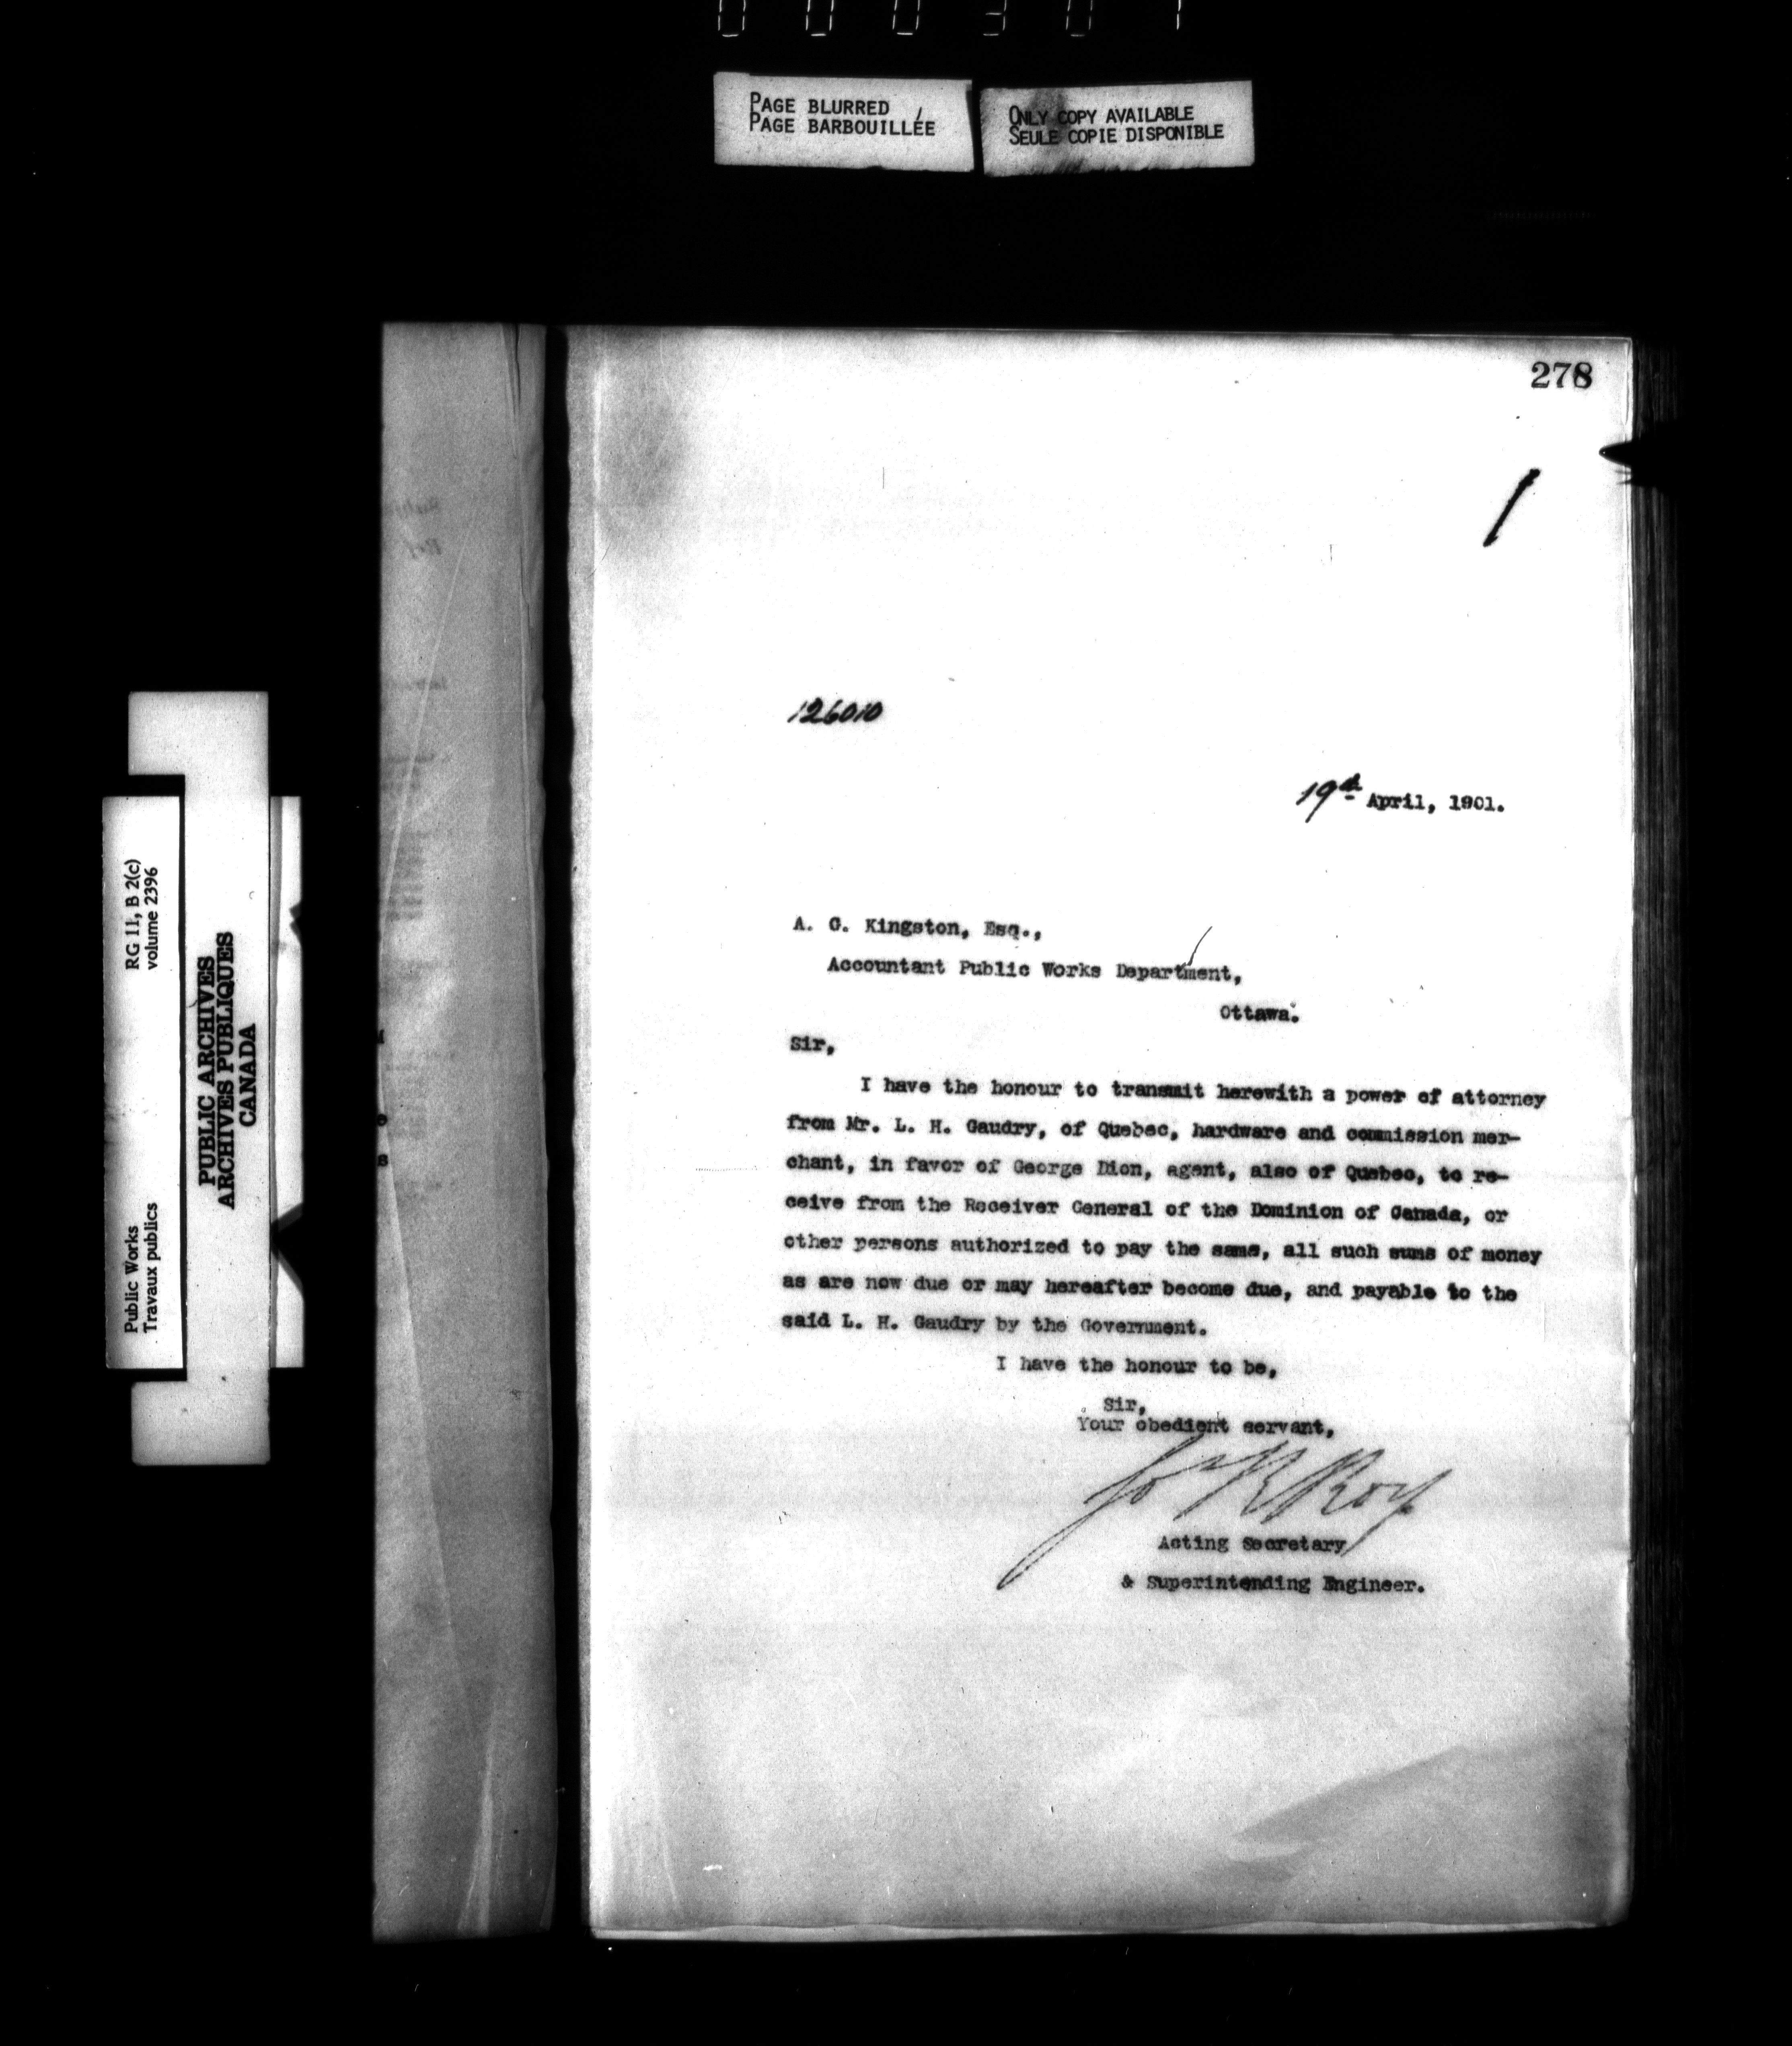 PAGE BLURRED
PAGE BARBOUILLÉE
ONLY COPY AVAILABLE
SEULE COPIE DISPONIBLE
278
126010
19th April, 1901.
A. G. Kingston, Esq.,
Accountant Public Works Department,
Ottawa.
Sir,
I have the honour to transmit herewith a power of attorney
from Mr. L. H. Gaudry, of Quebec, hardware and commission mer-
chant, in favor of George Dion, agent, also of Quebec, to re-
ceive from the Receiver General of the Dominion of Canada, or
other persons authorized to pay the same, all such sums of money
as are now due or may hereafter become due, and payable to the
said L. H. Gaudry by the Government.
I have the honour to be,
Sir,
Your obedient servant,
Jo R Roy
Acting Secretary
& Superintending Engineer.
RG 11, B 2(c)
volume 2396
Public Works
Travaux publics
PUBLIC ARCHIVES
ARCHIVES PUBLIQUES
CANADA